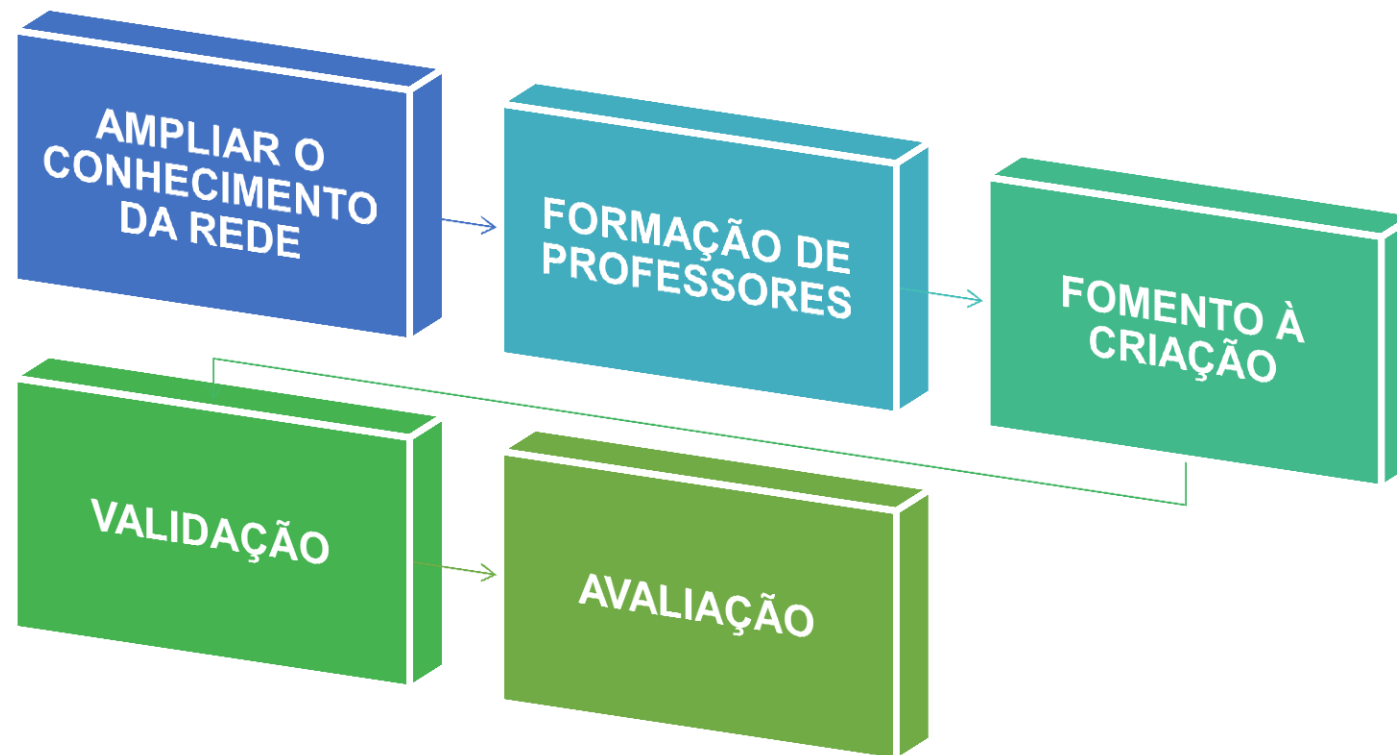 AMPLIAR O
CONHECIMENTO
DA REDE
FORMAÇÃO DE
PROFESSORES
FOMENTO À
CRIAÇÃO
VALIDAÇÃO
AVALIAÇÃO